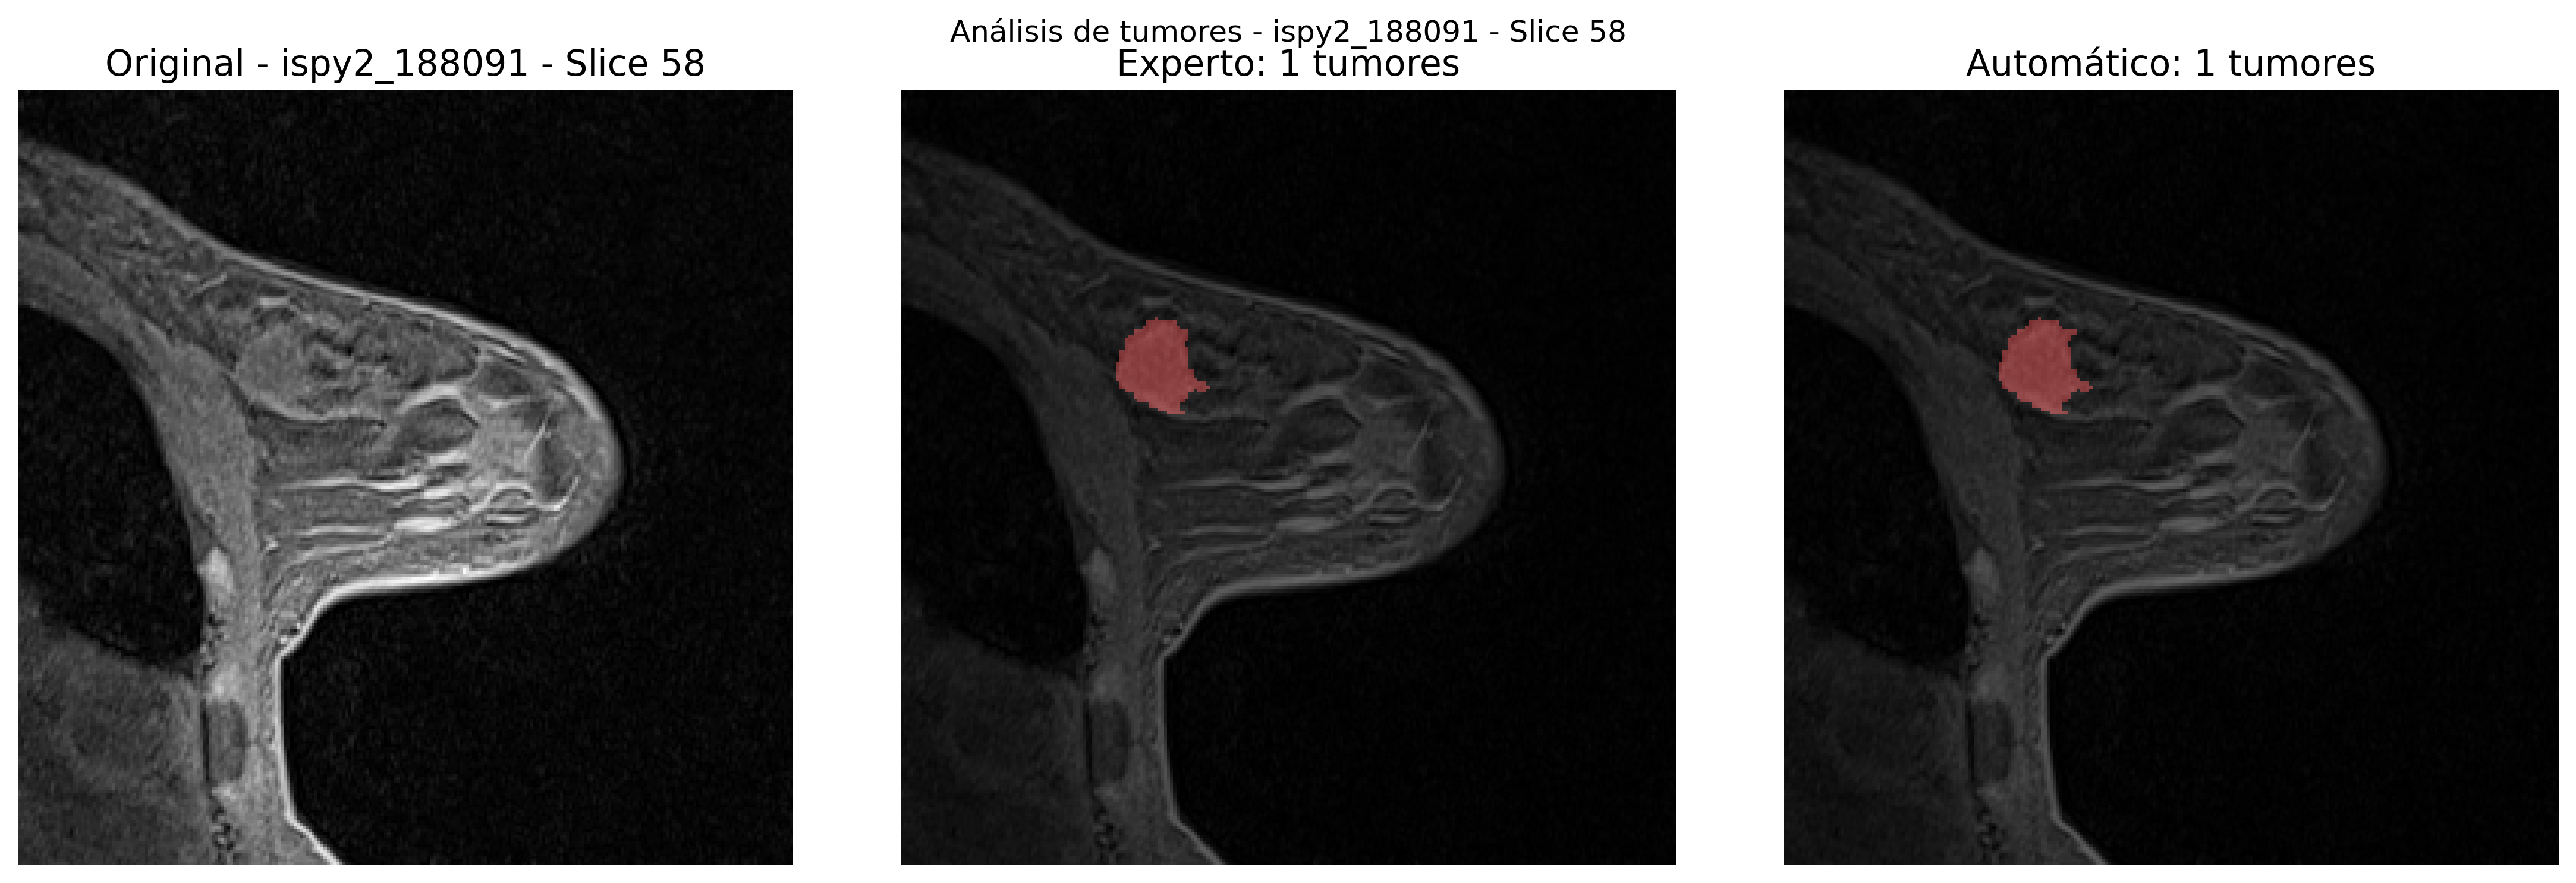 Análisis de tumores - ispy2_188091 - Slice 58
Original - ispy2_188091 - Slice 58
Experto: 1 tumores
Automático: 1 tumores